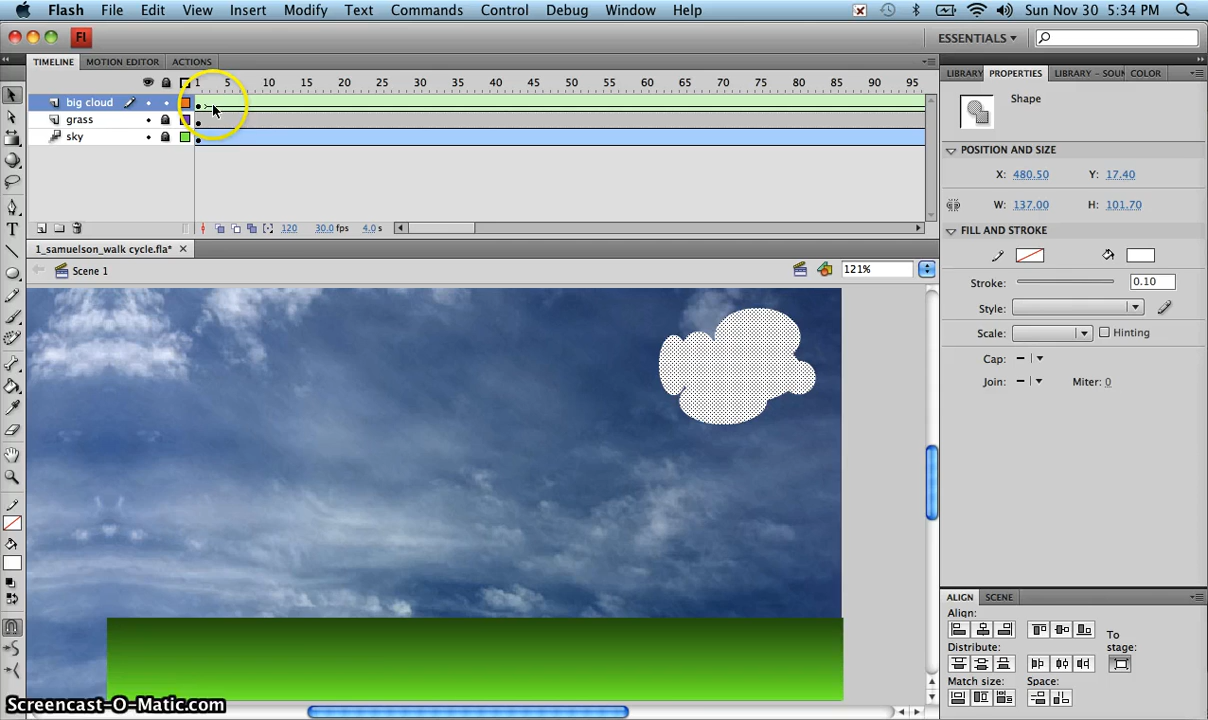 Flash File Edit View Insert Modify Text Commands Control Debug Window Help Sun Nov 30 5:34 PM
Fl ESSENTIALS
TIMELINE MOTION EDITOR ACTIONS
1 5 10 15 20 25 30 35 40 45 50 55 60 65 70 75 80 85 90 95
big cloud
grass
sky
120 30.0 fps 4.0 s
1_samuelson_walk cycle.fla*
Scene 1
121%
LIBRARY PROPERTIES LIBRARY - SOUN COLOR
Shape
POSITION AND SIZE
X: 480.50 Y: 17.40
W: 137.00 H: 101.70
FILL AND STROKE
Stroke: 0.10
Style:
Scale: Hinting
Cap:
Join: Miter: 0
ALIGN SCENE
Align:
Distribute:
Match size: Space:
To
stage:
Screencast-O-Matic.com